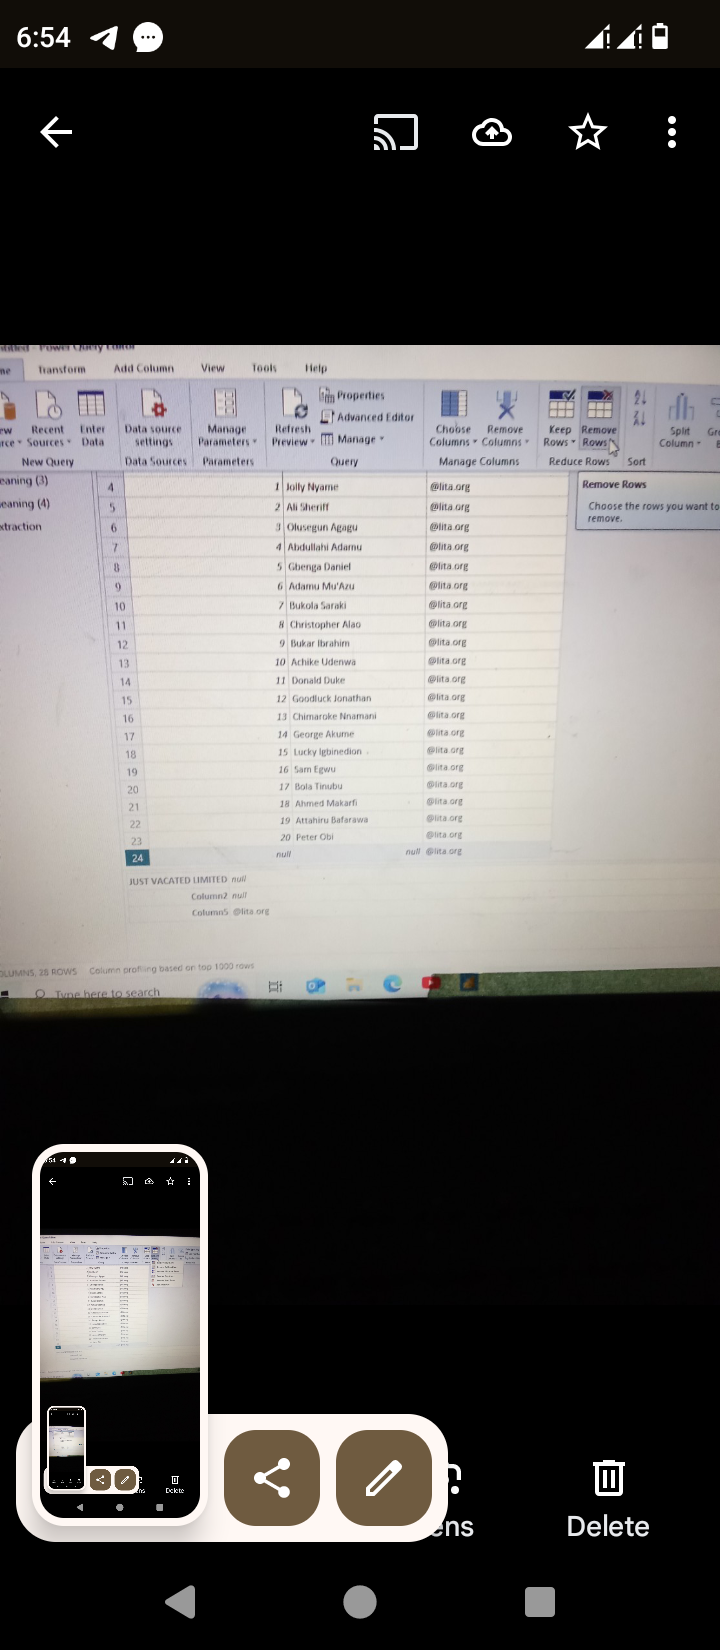 6:54
Power Query Editor
Transform Add Column View Tools Help
Recent Sources
Enter Data
New Query
Data source settings
Data Sources
Manage Parameters
Parameters
Refresh Preview
Properties
Advanced Editor
Manage
Query
Choose Columns
Remove Columns
Manage Columns
Keep Rows
Remove Rows
Reduce Rows
Sort
Split Column
Remove Rows
Choose the rows you want to
remove.
eaning (3)
eaning (4)
xtraction
4 1 Jolly Nyame @lita.org
5 2 Ali Sheriff @lita.org
6 3 Olusegun Agagu @lita.org
7 4 Abdullahi Adamu @lita.org
8 5 Gbenga Daniel @lita.org
9 6 Adamu Mu'Azu @lita.org
10 7 Bukola Saraki @lita.org
11 8 Christopher Alao @lita.org
12 9 Bukar Ibrahim @lita.org
13 10 Achike Udenwa @lita.org
14 11 Donald Duke @lita.org
15 12 Goodluck Jonathan @lita.org
16 13 Chimaroke Nnamani @lita.org
17 14 George Akume @lita.org
18 15 Lucky Igbinedion @lita.org
19 16 Sam Egwu @lita.org
20 17 Bola Tinubu @lita.org
21 18 Ahmed Makarfi @lita.org
22 19 Attahiru Bafarawa @lita.org
23 20 Peter Obi @lita.org
24 null null @lita.org
JUST VACATED LIMITED null
Column2 null
Column5 @lita.org
OLUMNS, 28 ROWS Column profiling based on top 1000 rows
Type here to search
ens
Delete